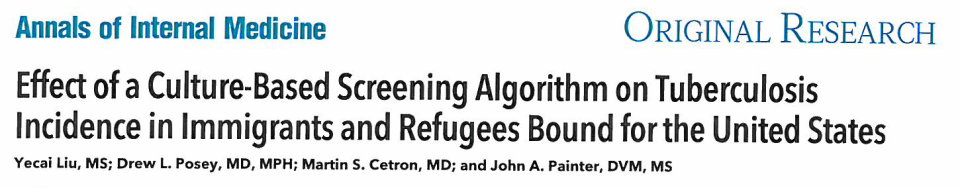 Annals of Internal Medicine
ORIGINAL RESEARCH
Effect of a Culture-Based Screening Algorithm on Tuberculosis
Incidence in Immigrants and Refugees Bound for the United States
Yecai Liu, MS; Drew L. Posey, MD, MPH; Martin S. Cetron, MD; and John A. Painter, DVM, MS